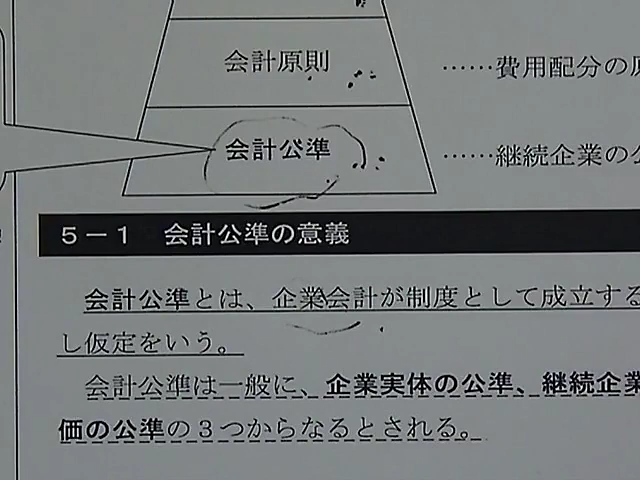 会計原則 ……費用配分の
会計公準 ……継続企業の公
5-1 会計公準の意義
会計公準とは、企業会計が制度として成立する
し仮定をいう。
会計公準は一般に、企業実体の公準、継続企業
価の公準の3つからなるとされる。